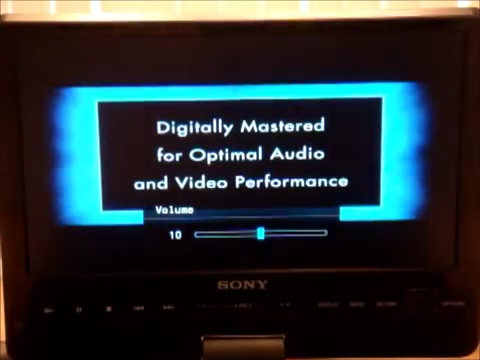 Digitally Mastered
for Optimal Audio
and Video Performance
Volume
10
SONY